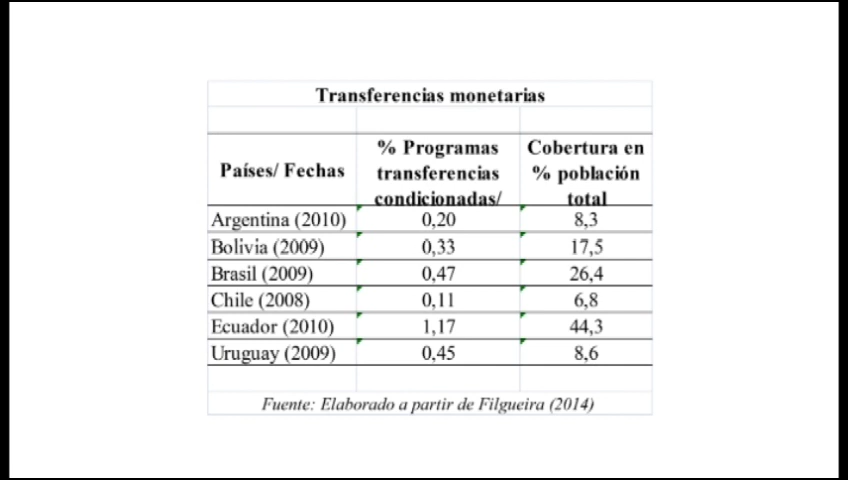 Transferencias monetarias
Países/ Fechas
% Programas
transferencias
condicionadas/
Cobertura en
% población
total
Argentina (2010) 0,20 8,3
Bolivia (2009) 0,33 17,5
Brasil (2009) 0,47 26,4
Chile (2008) 0,11 6,8
Ecuador (2010) 1,17 44,3
Uruguay (2009) 0,45 8,6
Fuente: Elaborado a partir de Filgueira (2014)